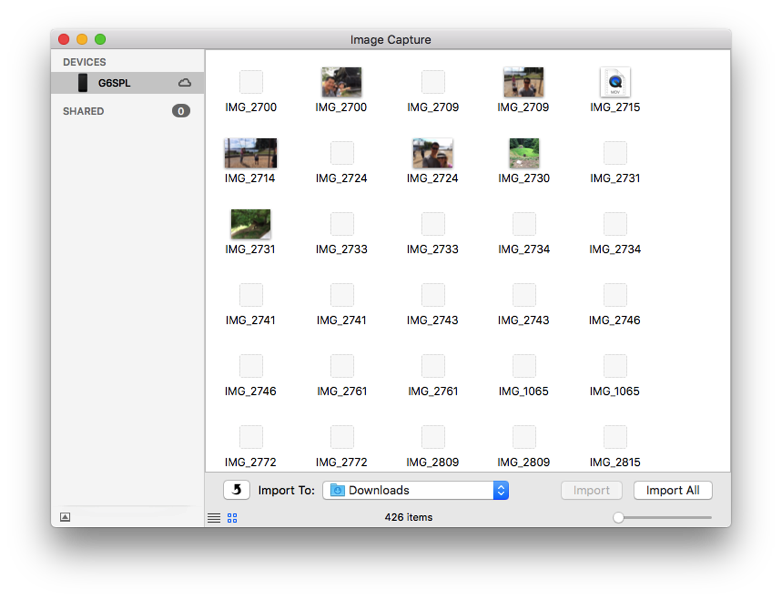 Image Capture
DEVICES
G6SPL
SHARED
0
IMG_2700 IMG_2700 IMG_2709 IMG_2709 IMG_2715
IMG_2714 IMG_2724 IMG_2724 IMG_2730 IMG_2731
IMG_2731 IMG_2733 IMG_2733 IMG_2734 IMG_2734
IMG_2741 IMG_2741 IMG_2743 IMG_2743 IMG_2746
IMG_2746 IMG_2761 IMG_2761 IMG_1065 IMG_1065
IMG_2772 IMG_2772 IMG_2809 IMG_2809 IMG_2815
Import To: Downloads Import Import All
426 items